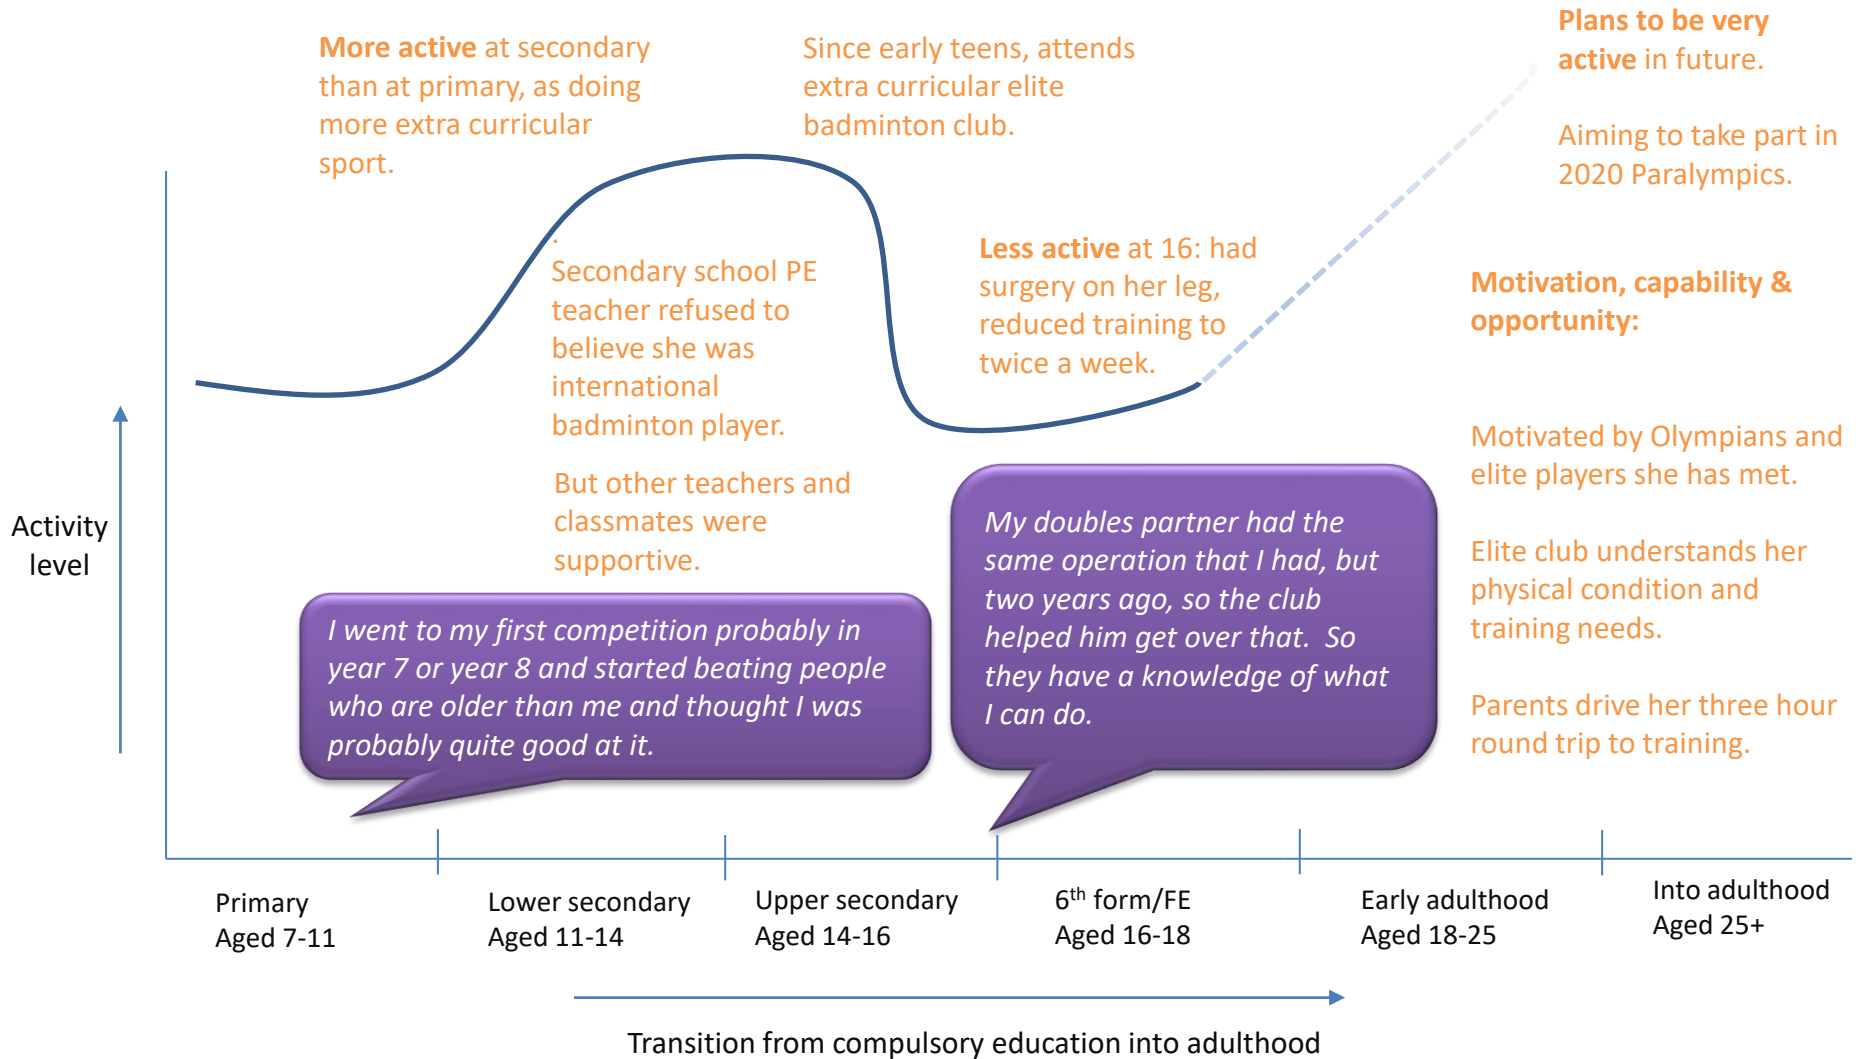 More active at secondary
than at primary, as doing
more extra curricular
sport.
Since early teens, attends
extra curricular elite
badminton club.
Plans to be very
active in future.
Aiming to take part in
2020 Paralympics.
.
Secondary school PE
teacher refused to
believe she was
international
badminton player.
But other teachers and
classmates were
supportive.
Less active at 16: had
surgery on her leg,
reduced training to
twice a week.
Motivation, capability &
opportunity:
Motivated by Olympians and
elite players she has met.
Elite club understands her
physical condition and
training needs.
Parents drive her three hour
round trip to training.
Activity
level
I went to my first competition probably in
year 7 or year 8 and started beating people
who are older than me and thought I was
probably quite good at it.
My doubles partner had the
same operation that I had, but
two years ago, so the club
helped him get over that.  So
they have a knowledge of what
I can do.
Primary
Aged 7-11
Lower secondary
Aged 11-14
Upper secondary
Aged 14-16
6th form/FE
Aged 16-18
Early adulthood
Aged 18-25
Into adulthood
Aged 25+
Transition from compulsory education into adulthood